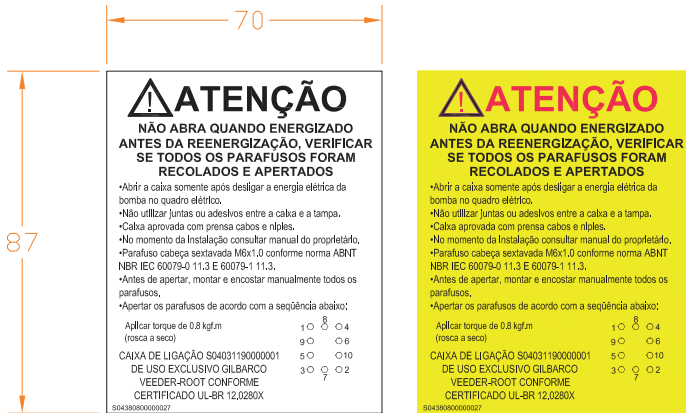 70
87
ATENÇÃO
NÃO ABRA QUANDO ENERGIZADO
ANTES DA REENERGIZAÇÃO, VERIFICAR
SE TODOS OS PARAFUSOS FORAM
RECOLADOS E APERTADOS
•Abrir a caixa somente após desligar a energia elétrica da
bomba no quadro elétrico.
•Não utilizar juntas ou adesivos entre a caixa e a tampa.
•Caixa aprovada com prensa cabos e niples.
•No momento da Instalação consultar manual do proprietário.
•Parafuso cabeça sextavada M6x1.0 conforme norma ABNT
NBR IEC 60079-0 11.3 E 60079-1 11.3.
•Antes de apertar, montar e encostar manualmente todos os
parafusos.
•Apertar os parafusos de acordo com a seqüência abaixo:
Aplicar torque de 0.8 kgf.m
(rosca a seco)
8
1 4
9 6
5 10
3 2
7
CAIXA DE LIGAÇÃO S04031190000001
DE USO EXCLUSIVO GILBARCO
VEEDER-ROOT CONFORME
CERTIFICADO UL-BR 12,0280X
S04380800000027
ATENÇÃO
NÃO ABRA QUANDO ENERGIZADO
ANTES DA REENERGIZAÇÃO, VERIFICAR
SE TODOS OS PARAFUSOS FORAM
RECOLADOS E APERTADOS
•Abrir a caixa somente após desligar a energia elétrica da
bomba no quadro elétrico.
•Não utilizar juntas ou adesivos entre a caixa e a tampa.
•Caixa aprovada com prensa cabos e niples.
•No momento da Instalação consultar manual do proprietário.
•Parafuso cabeça sextavada M6x1.0 conforme norma ABNT
NBR IEC 60079-0 11.3 E 60079-1 11.3.
•Antes de apertar, montar e encostar manualmente todos os
parafusos.
•Apertar os parafusos de acordo com a seqüência abaixo:
Aplicar torque de 0.8 kgf.m
(rosca a seco)
8
1 4
9 6
5 10
3 2
7
CAIXA DE LIGAÇÃO S04031190000001
DE USO EXCLUSIVO GILBARCO
VEEDER-ROOT CONFORME
CERTIFICADO UL-BR 12,0280X
S04380800000027